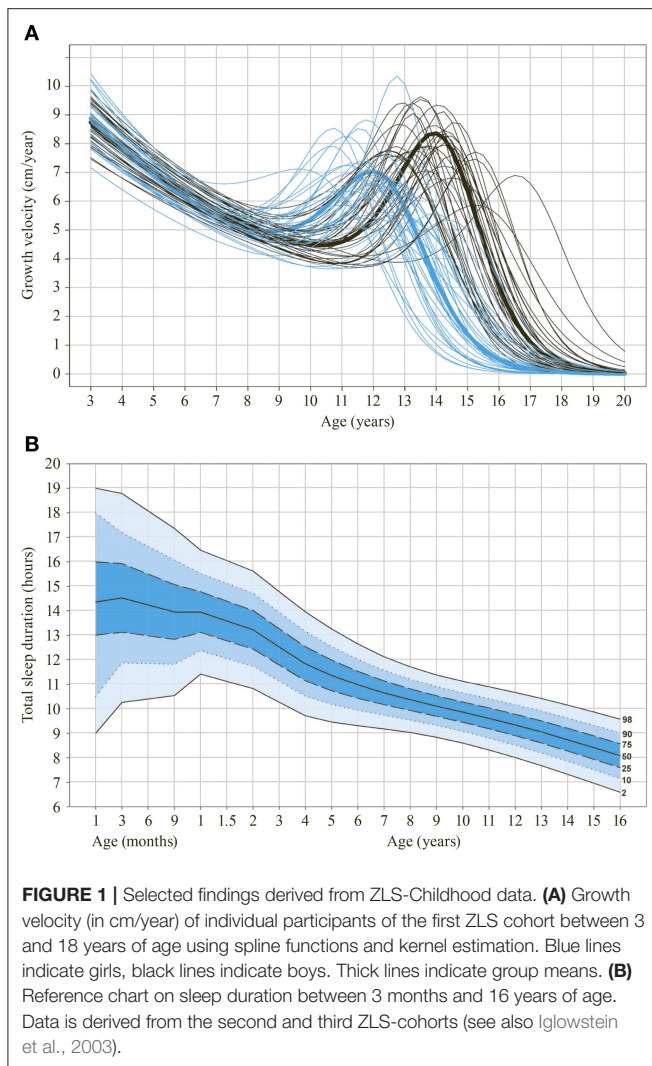 A
10
9
8
7
6
5
4
3
2
1
0
Growth velocity (cm/year)
3 4 5 6 7 8 9 10 11 12 13 14 15 16 17 18 19 20
Age (years)
B
20
19
18
17
16
15
14
13
12
11
10
9
8
7
6
Total sleep duration (hours)
98
90
75
50
25
10
2
1 3 6 9 1 1.5 2 3 4 5 6 7 8 9 10 11 12 13 14 15 16
Age (months) Age (years)
FIGURE 1 | Selected findings derived from ZLS-Childhood data. (A) Growth
velocity (in cm/year) of individual participants of the first ZLS cohort between 3
and 18 years of age using spline functions and kernel estimation. Blue lines
indicate girls, black lines indicate boys. Thick lines indicate group means. (B)
Reference chart on sleep duration between 3 months and 16 years of age.
Data is derived from the second and third ZLS-cohorts (see also Iglowstein
et al., 2003).